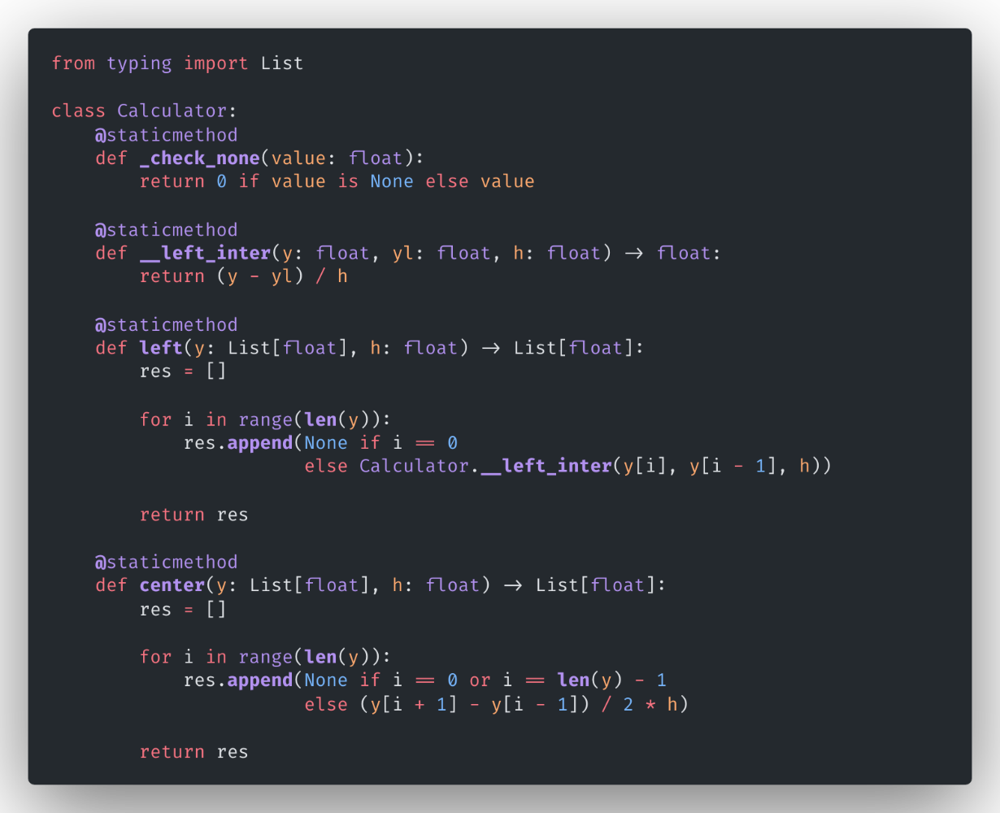 from typing import List

class Calculator:
    @staticmethod
    def _check_none(value: float):
        return 0 if value is None else value

    @staticmethod
    def __left_inter(y: float, yl: float, h: float) -> float:
        return (y - yl) / h

    @staticmethod
    def left(y: List[float], h: float) -> List[float]:
        res = []

        for i in range(len(y)):
            res.append(None if i == 0
                       else Calculator.__left_inter(y[i], y[i - 1], h))

        return res

    @staticmethod
    def center(y: List[float], h: float) -> List[float]:
        res = []

        for i in range(len(y)):
            res.append(None if i == 0 or i == len(y) - 1
                       else (y[i + 1] - y[i - 1]) / 2 * h)

        return res